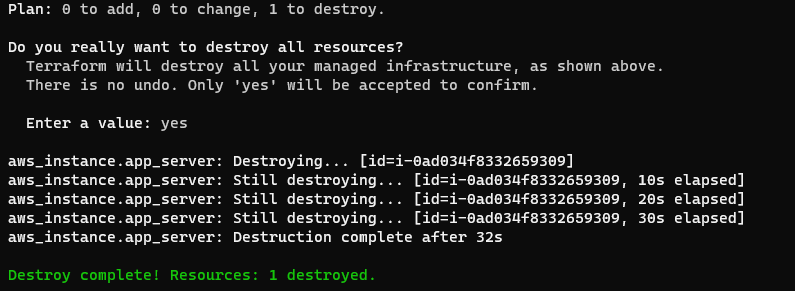 Plan: 0 to add, 0 to change, 1 to destroy.
Do you really want to destroy all resources?
Terraform will destroy all your managed infrastructure, as shown above.
There is no undo. Only 'yes' will be accepted to confirm.
Enter a value: yes
aws_instance.app_server: Destroying... [id=i-0ad034f8332659309]
aws_instance.app_server: Still destroying... [id=i-0ad034f8332659309, 10s elapsed]
aws_instance.app_server: Still destroying... [id=i-0ad034f8332659309, 20s elapsed]
aws_instance.app_server: Still destroying... [id=i-0ad034f8332659309, 30s elapsed]
aws_instance.app_server: Destruction complete after 32s
Destroy complete! Resources: 1 destroyed.